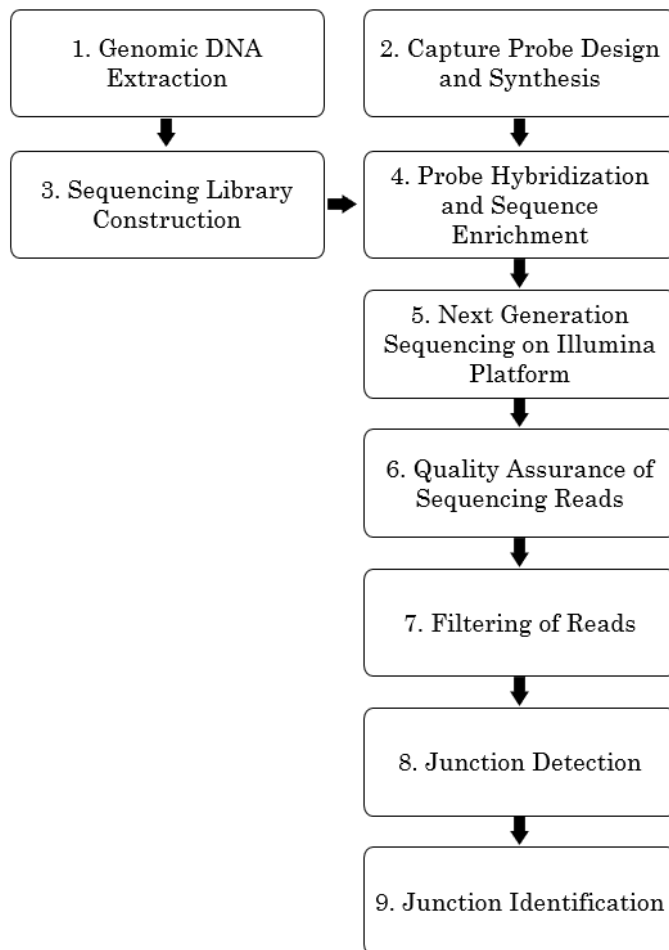 1. Genomic DNA
Extraction
2. Capture Probe Design
and Synthesis
3. Sequencing Library
Construction
4. Probe Hybridization
and Sequence
Enrichment
5. Next Generation
Sequencing on Illumina
Platform
6. Quality Assurance of
Sequencing Reads
7. Filtering of Reads
8. Junction Detection
9. Junction Identification